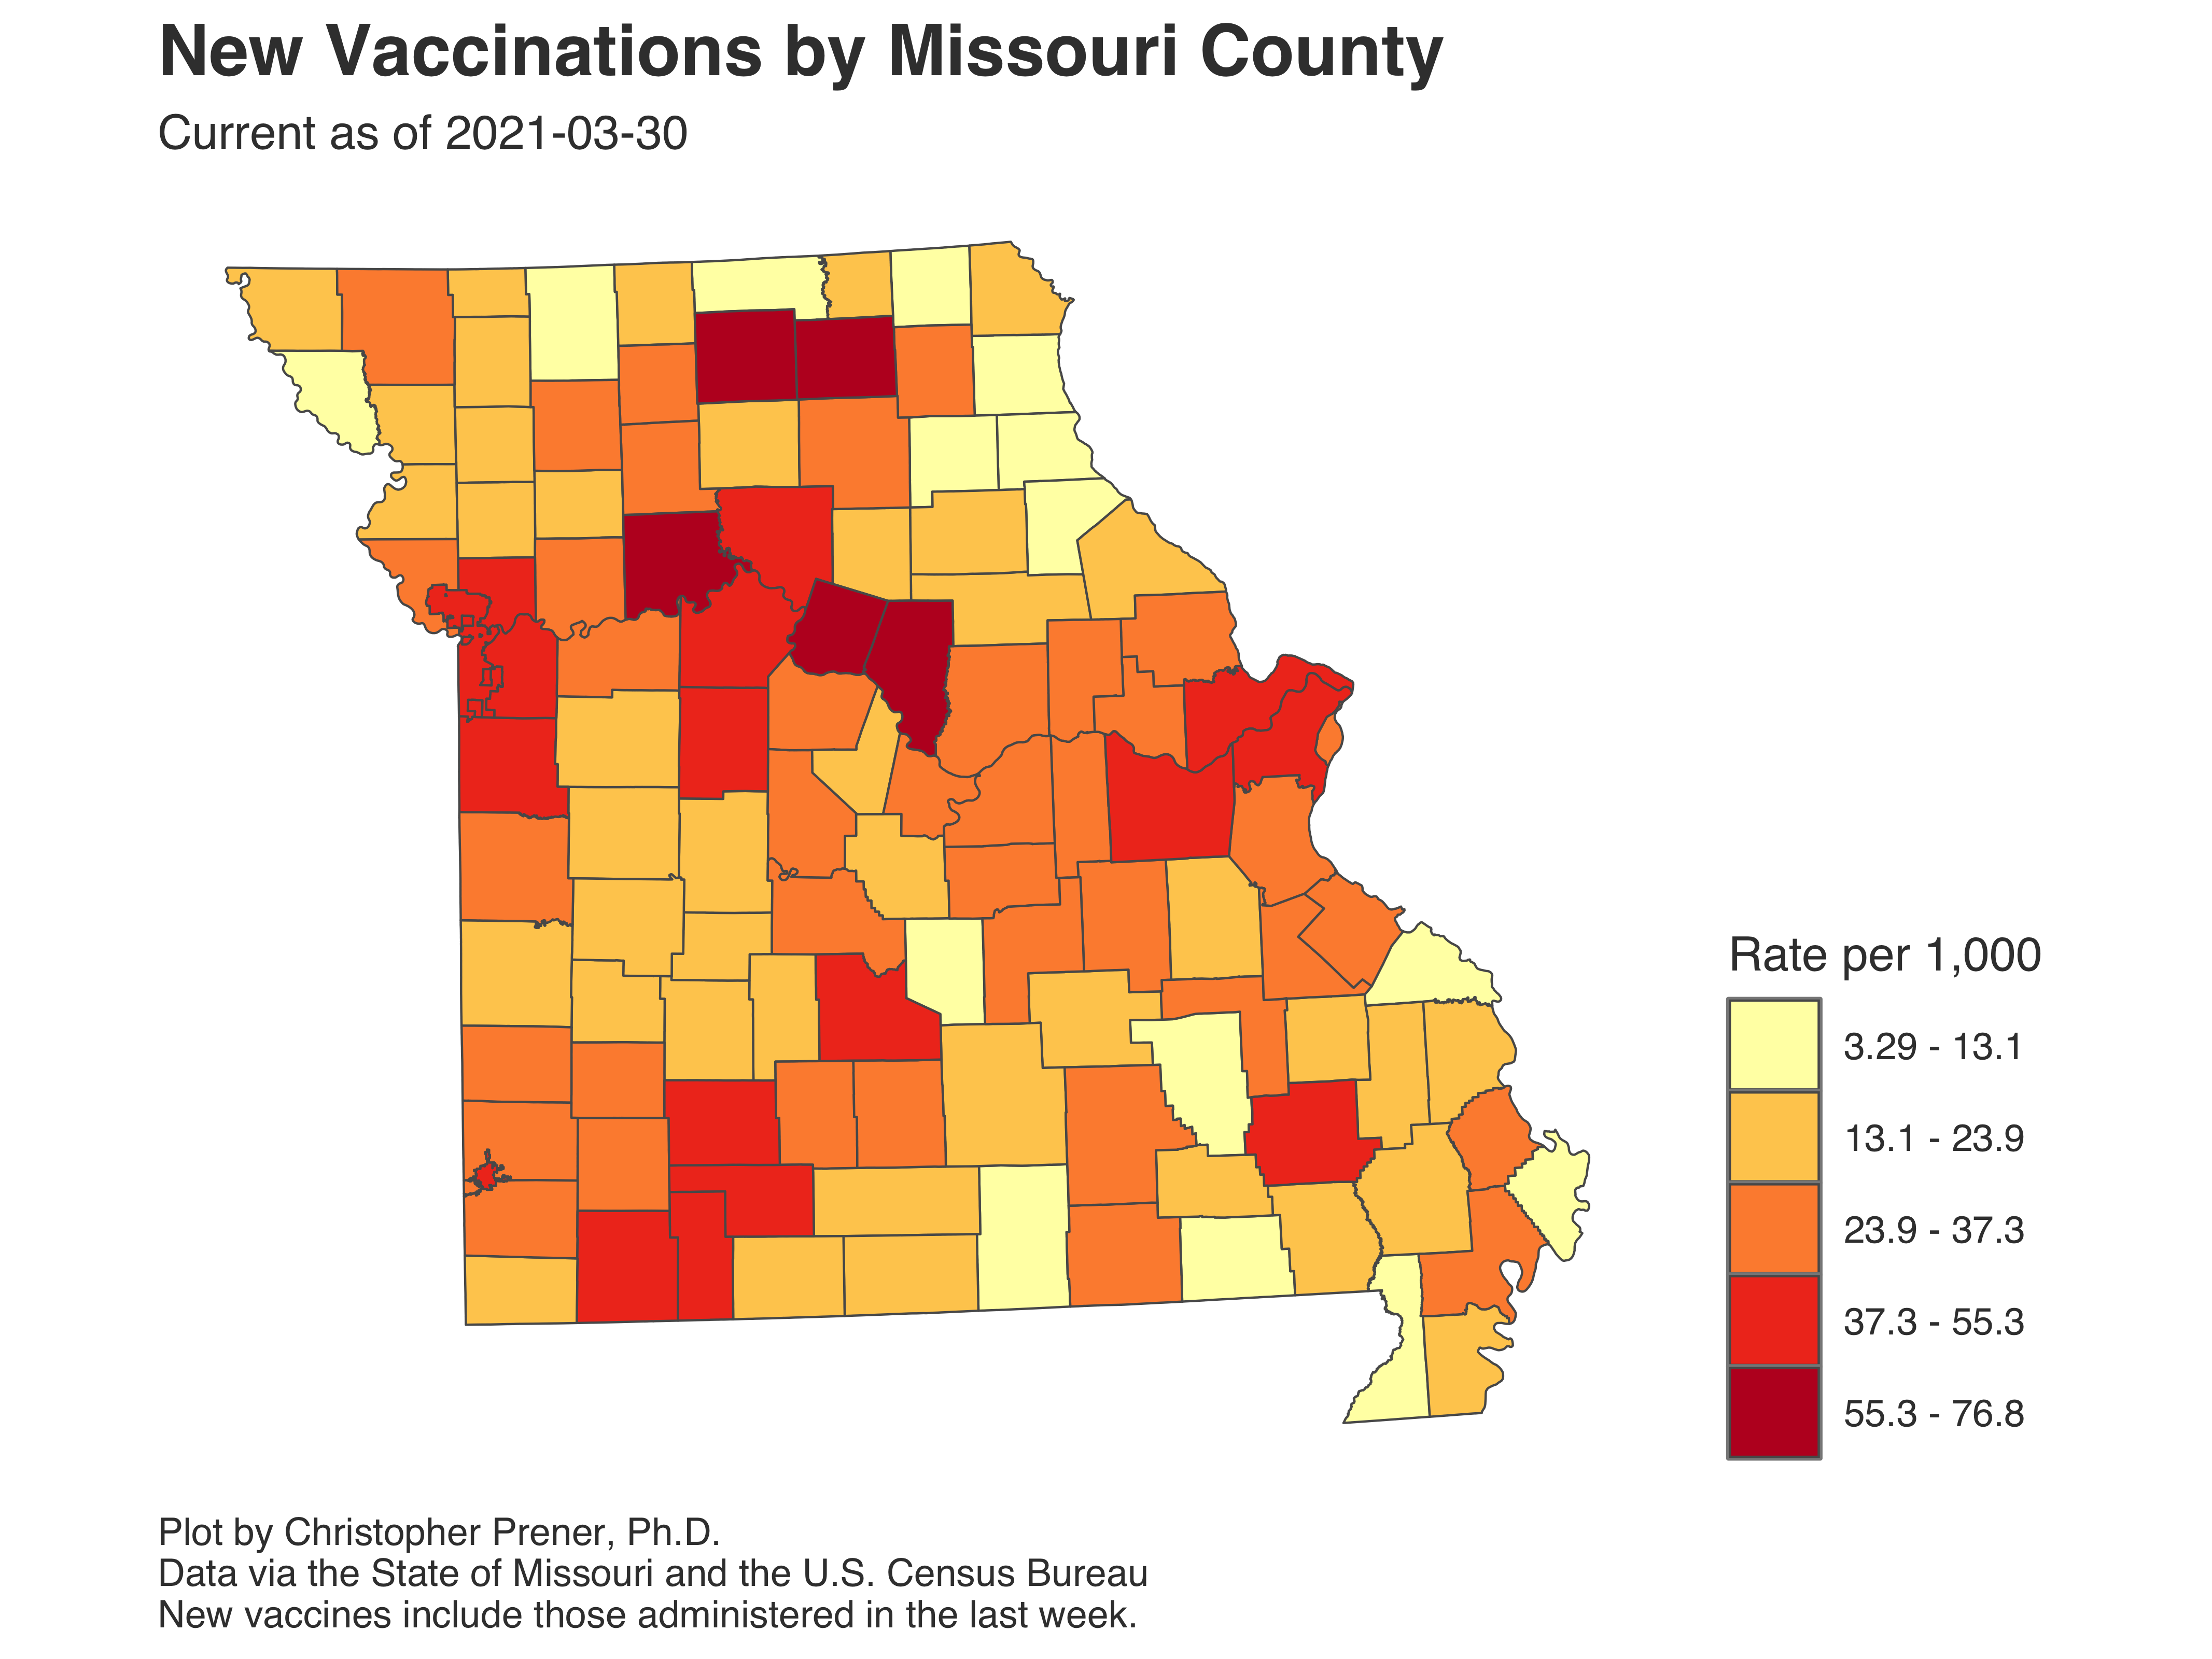 New Vaccinations by Missouri County
Current as of 2021-03-30
Rate per 1,000
3.29 - 13.1
13.1 - 23.9
23.9 - 37.3
37.3 - 55.3
55.3 - 76.8
Plot by Christopher Prener, Ph.D.
Data via the State of Missouri and the U.S. Census Bureau
New vaccines include those administered in the last week.